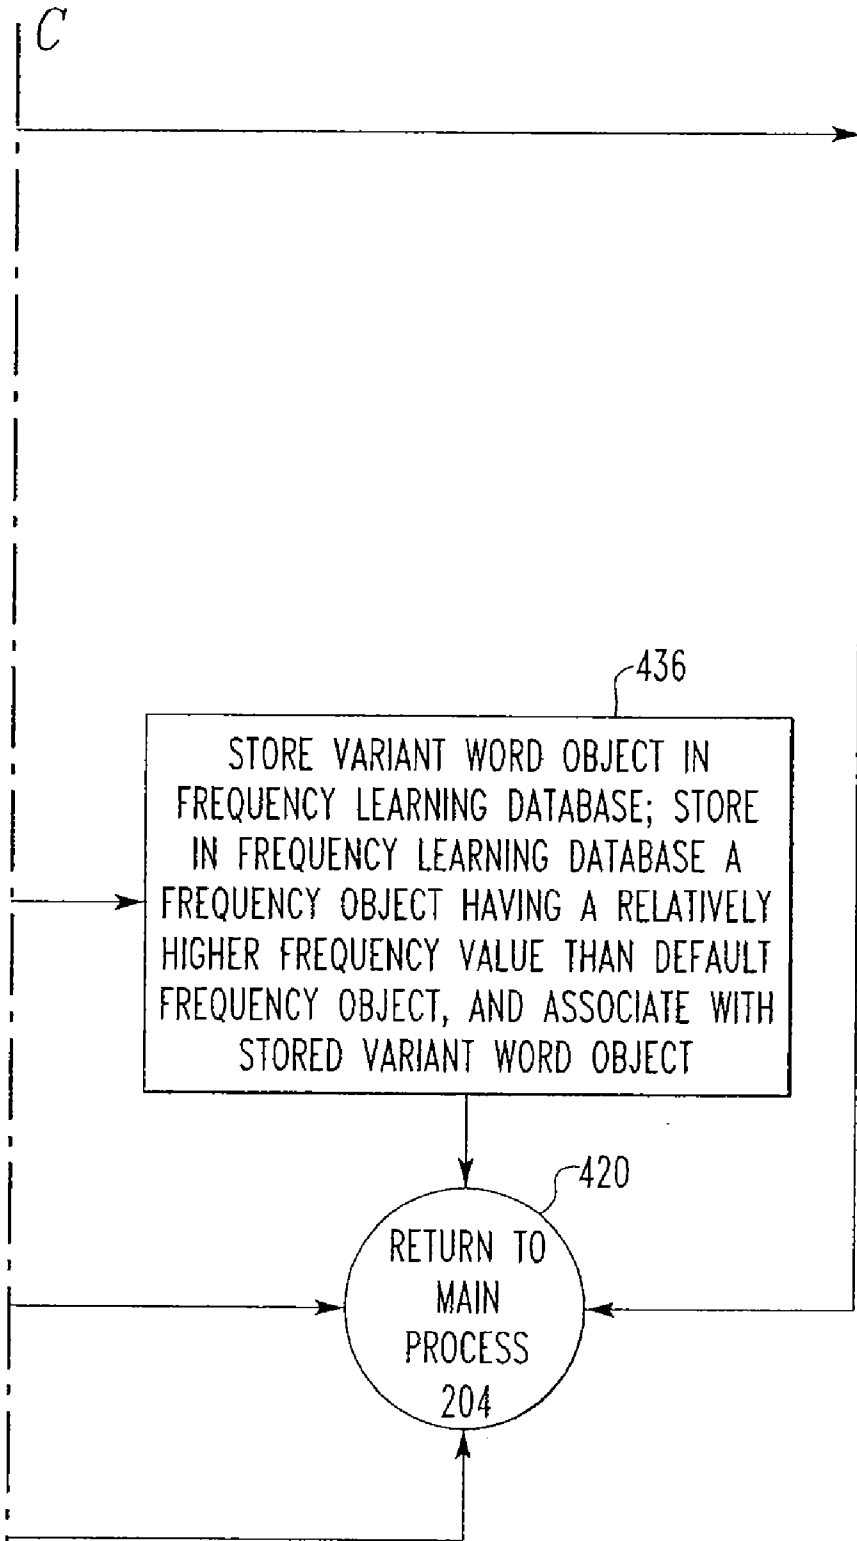 C
436
STORE VARIANT WORD OBJECT IN
FREQUENCY LEARNING DATABASE; STORE
IN FREQUENCY LEARNING DATABASE A
FREQUENCY OBJECT HAVING A RELATIVELY
HIGHER FREQUENCY VALUE THAN DEFAULT
FREQUENCY OBJECT, AND ASSOCIATE WITH
STORED VARIANT WORD OBJECT
420
RETURN TO
MAIN
PROCESS
204